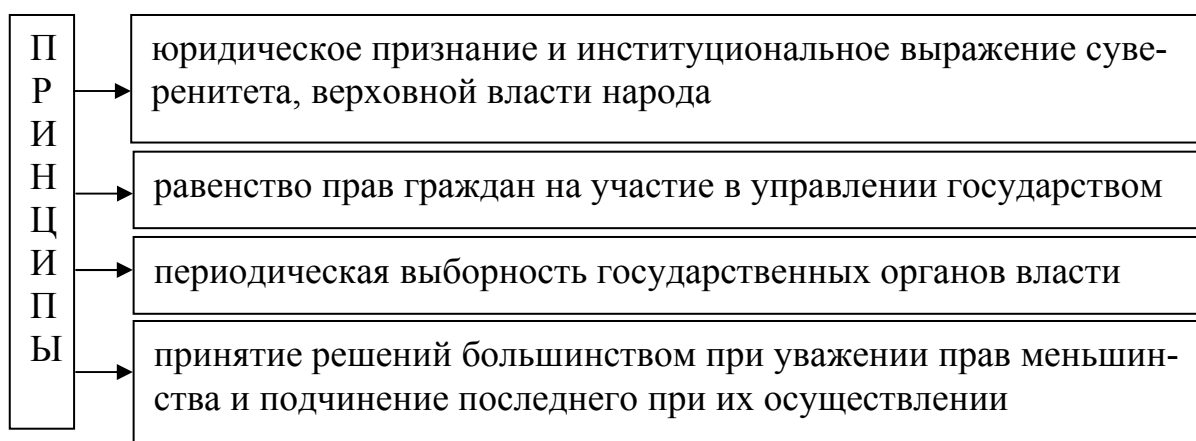 ПРИНЦИПЫ
юридическое признание и институциональное выражение суве-
ренитета, верховной власти народа
равенство прав граждан на участие в управлении государством
периодическая выборность государственных органов власти
принятие решений большинством при уважении прав меньшин-
ства и подчинение последнего при их осуществлении